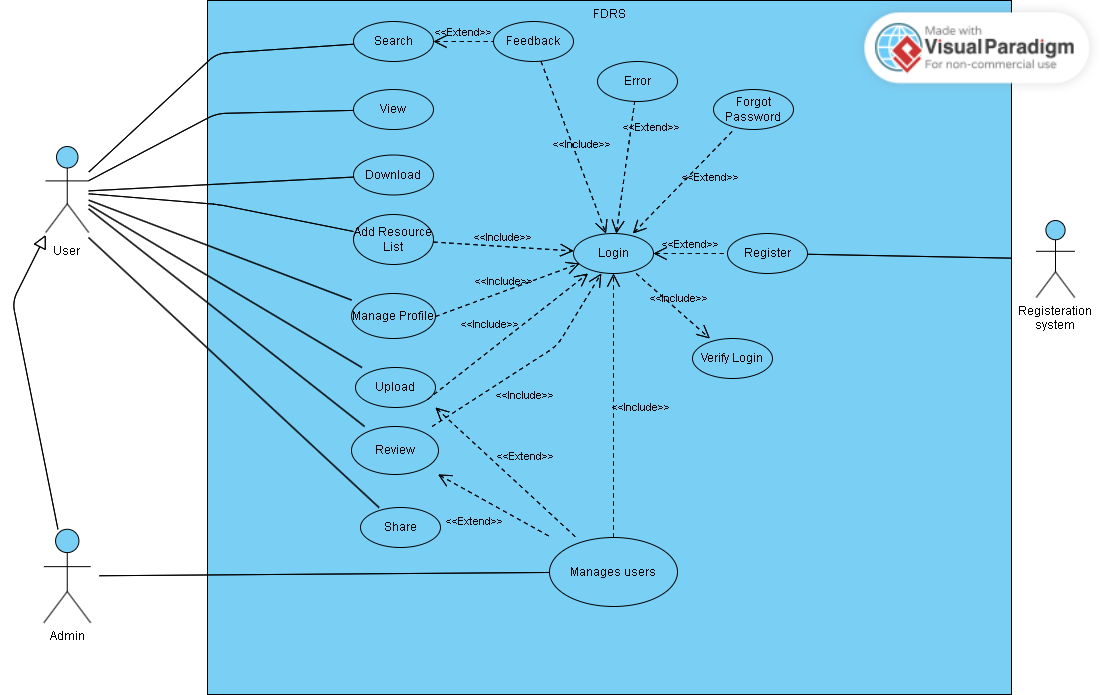 FDRS
Made with
VisualParadigm
For non-commercial use
Search
<<Extend>>
Feedback
Error
View
Forgot
Password
<<Extend>>
<<Include>>
Download
<<Extend>>
User
Add Resource
List
<<Include>>
Login
<<Extend>>
Register
<<Include>>
<<Include>>
Registeration
system
Manage Profile
<<Include>>
Verify Login
Upload
<<Include>>
<<Include>>
Review
<<Extend>>
Share
<<Extend>>
Manages users
Admin